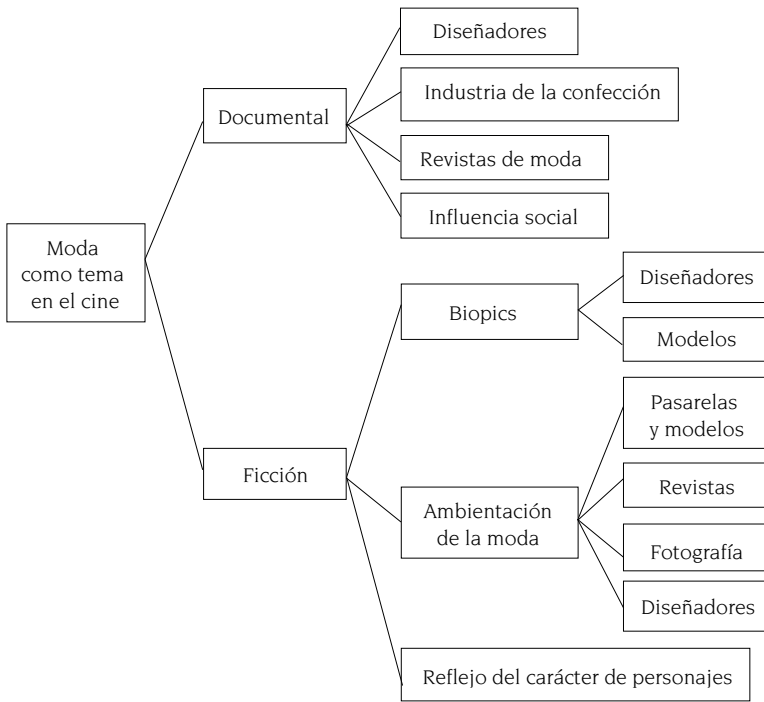 Moda
como tema
en el cine
Documental
Diseñadores
Industria de la confección
Revistas de moda
Influencia social
Ficción
Biopics
Diseñadores
Modelos
Ambientación
de la moda
Pasarelas
y modelos
Revistas
Fotografía
Diseñadores
Reflejo del carácter de personajes